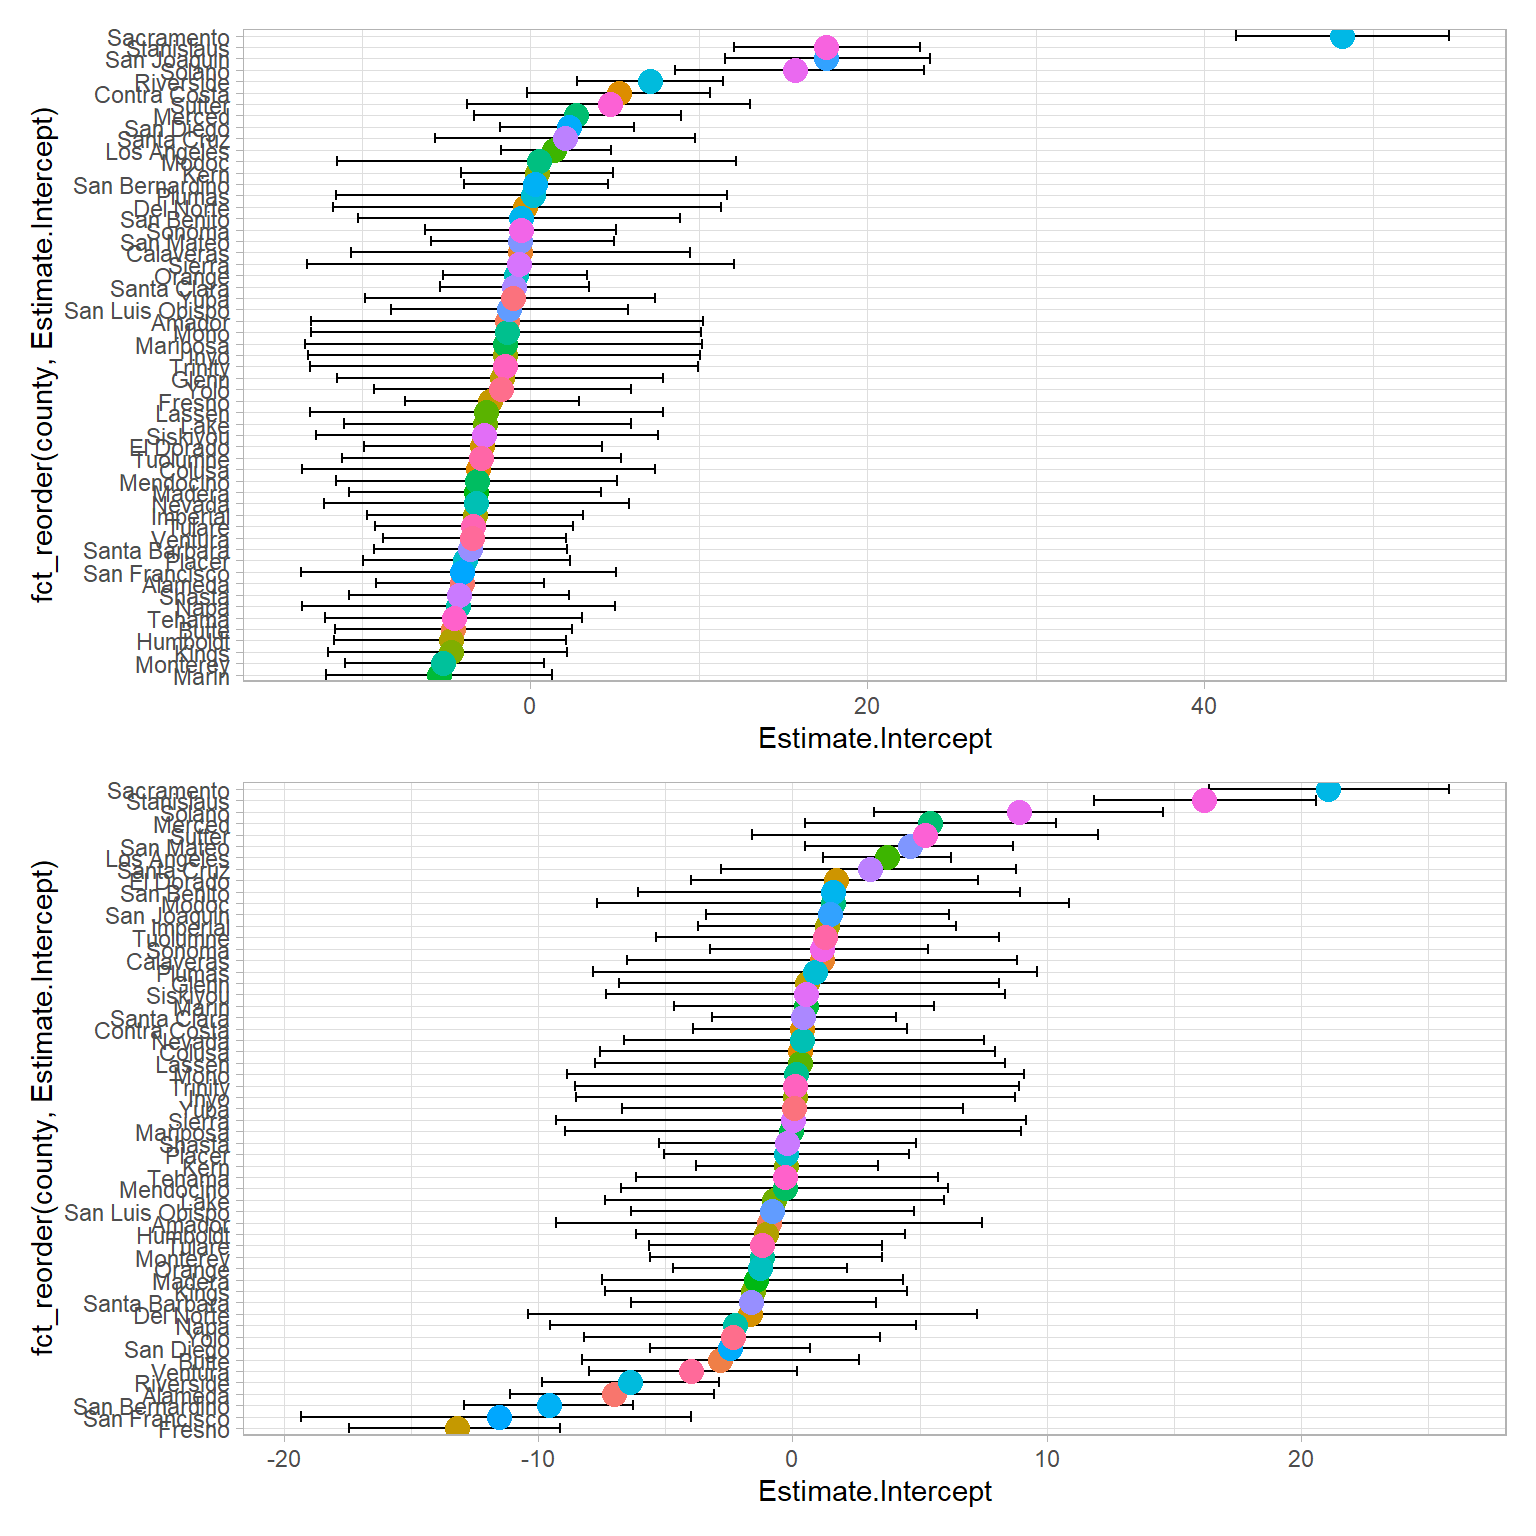 Sacramento
Stanislaus
San Joaquin
Solano
Riverside
Contra Costa
Sutter
Merced
San Diego
Santa Cruz
Los Angeles
Modoc
Kern
San Bernardino
Plumas
Del Norte
San Benito
Sonoma
San Mateo
Calaveras
Sierra
Orange
Santa Clara
Yuba
San Luis Obispo
Amador
Mono
Mariposa
Inyo
Trinity
Glenn
Yolo
Fresno
Lassen
Lake
Siskiyou
El Dorado
Tuolumne
Colusa
Mendocino
Madera
Nevada
Imperial
Tulare
Ventura
Santa Barbara
Placer
San Francisco
Alameda
Shasta
Napa
Tehama
Butte
Humboldt
Kings
Monterey
Marin
fct_reorder(county, Estimate.Intercept)
0 20 40
Estimate.Intercept
Sacramento
Stanislaus
Solano
Merced
Sutter
San Mateo
Los Angeles
Santa Cruz
El Dorado
San Benito
Modoc
San Joaquin
Imperial
Tuolumne
Sonoma
Calaveras
Plumas
Glenn
Siskiyou
Marin
Santa Clara
Contra Costa
Nevada
Colusa
Lassen
Mono
Trinity
Inyo
Yuba
Sierra
Mariposa
Shasta
Placer
Kern
Tehama
Mendocino
Lake
San Luis Obispo
Amador
Humboldt
Tulare
Monterey
Orange
Madera
Kings
Santa Barbara
Del Norte
Napa
Yolo
San Diego
Butte
Ventura
Riverside
Alameda
San Bernardino
San Francisco
Fresno
fct_reorder(county, Estimate.Intercept)
-20 -10 0 10 20
Estimate.Intercept